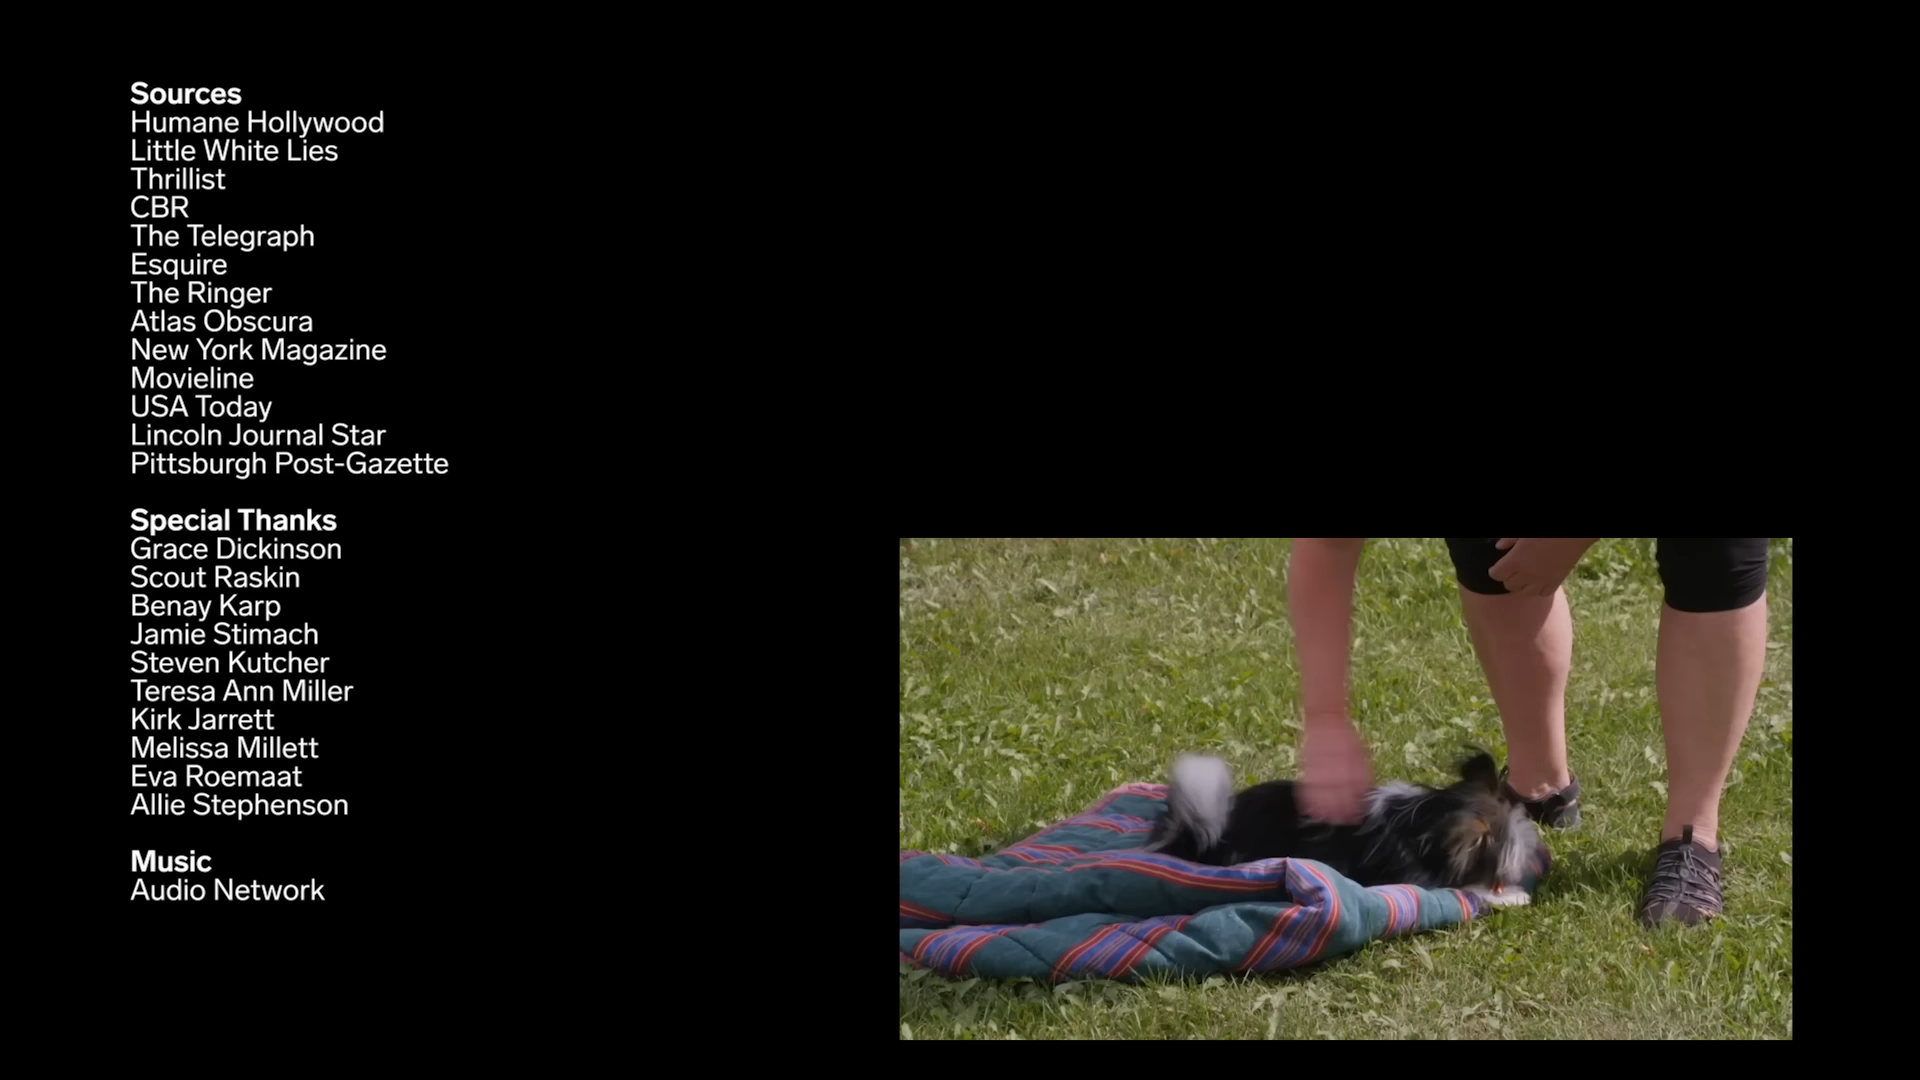 Sources
Humane Hollywood
Little White Lies
Thrillist
CBR
The Telegraph
Esquire
The Ringer
Atlas Obscura
New York Magazine
Movieline
USA Today
Lincoln Journal Star
Pittsburgh Post-Gazette
Special Thanks
Grace Dickinson
Scout Raskin
Benay Karp
Jamie Stimach
Steven Kutcher
Teresa Ann Miller
Kirk Jarrett
Melissa Millett
Eva Roemaat
Allie Stephenson
Music
Audio Network